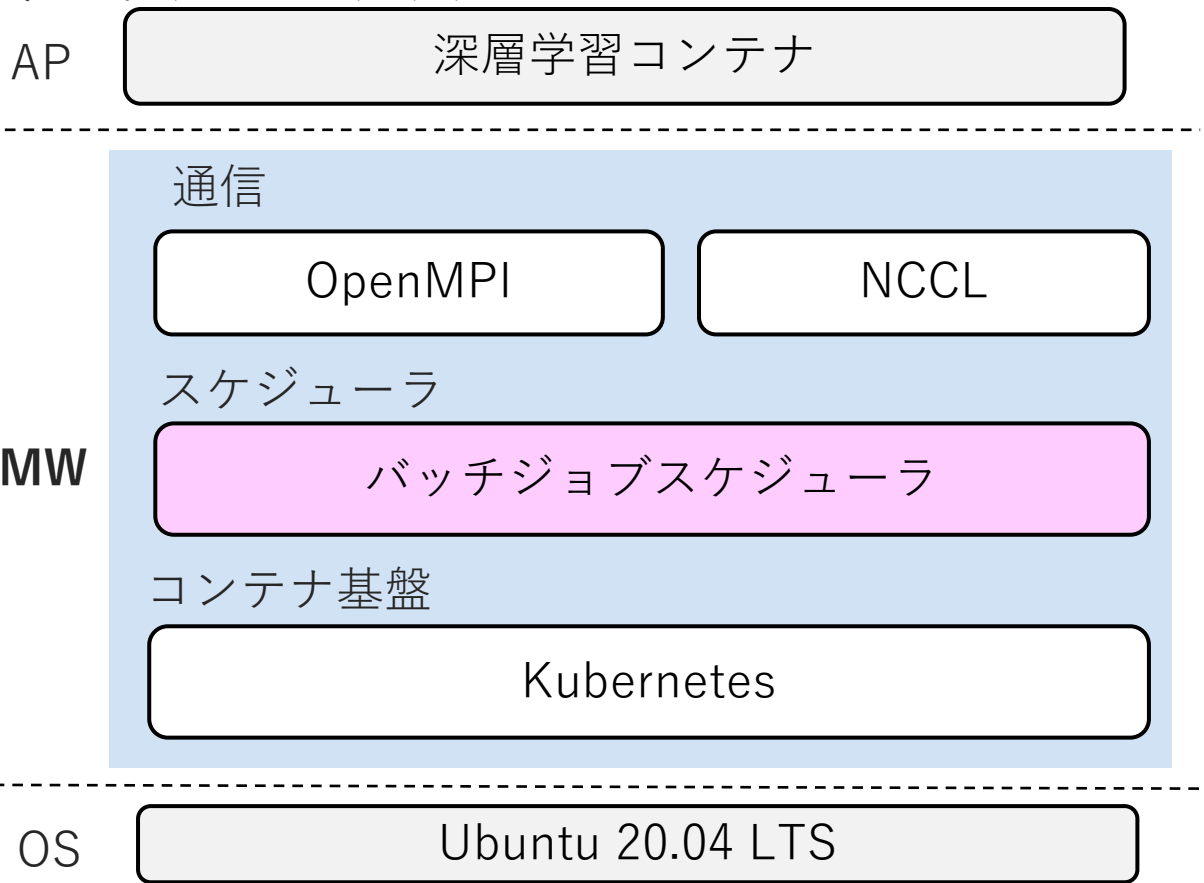 AP
深層学習コンテナ
通信
OpenMPI
NCCL
スケジューラ
MW
バッチジョブスケジューラ
コンテナ基盤
Kubernetes
OS
Ubuntu 20.04 LTS